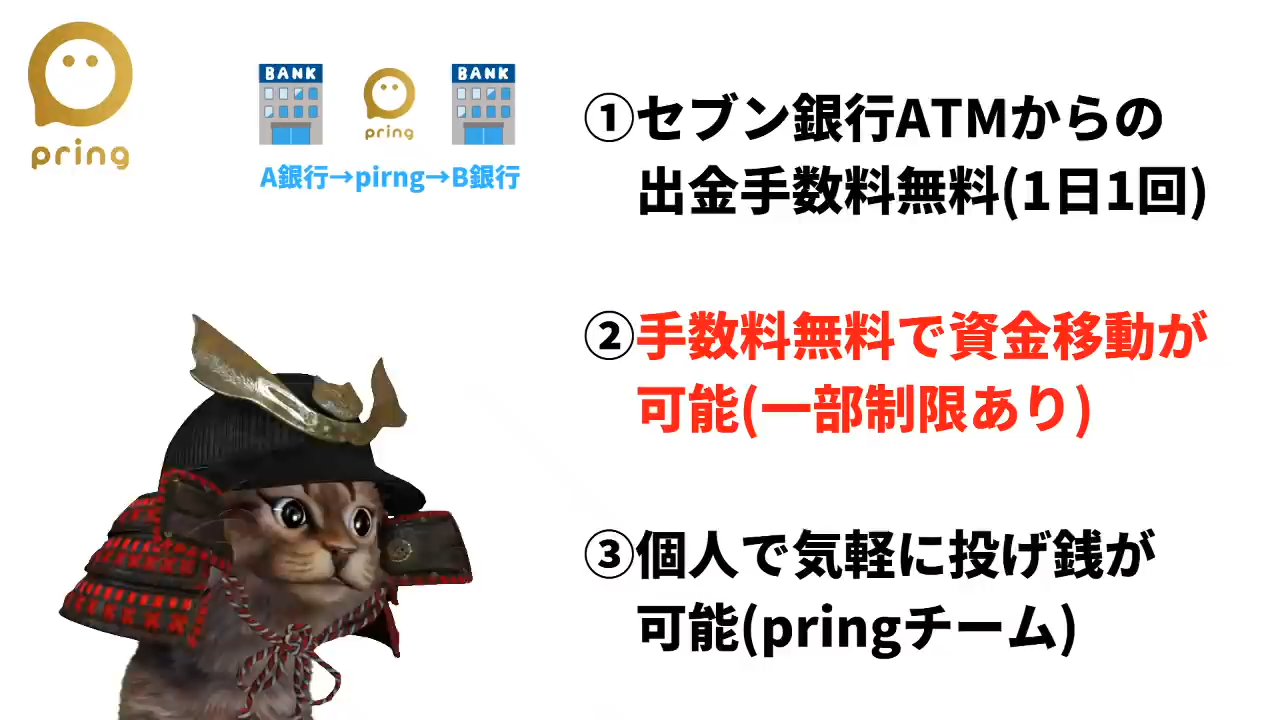 pring
BANK
pring
BANK
A銀行→pirng→B銀行
①セブン銀行ATMからの
出金手数料無料(1日1回)
②手数料無料で資金移動が
可能(一部制限あり)
③個人で気軽に投げ銭が
可能(pringチーム)